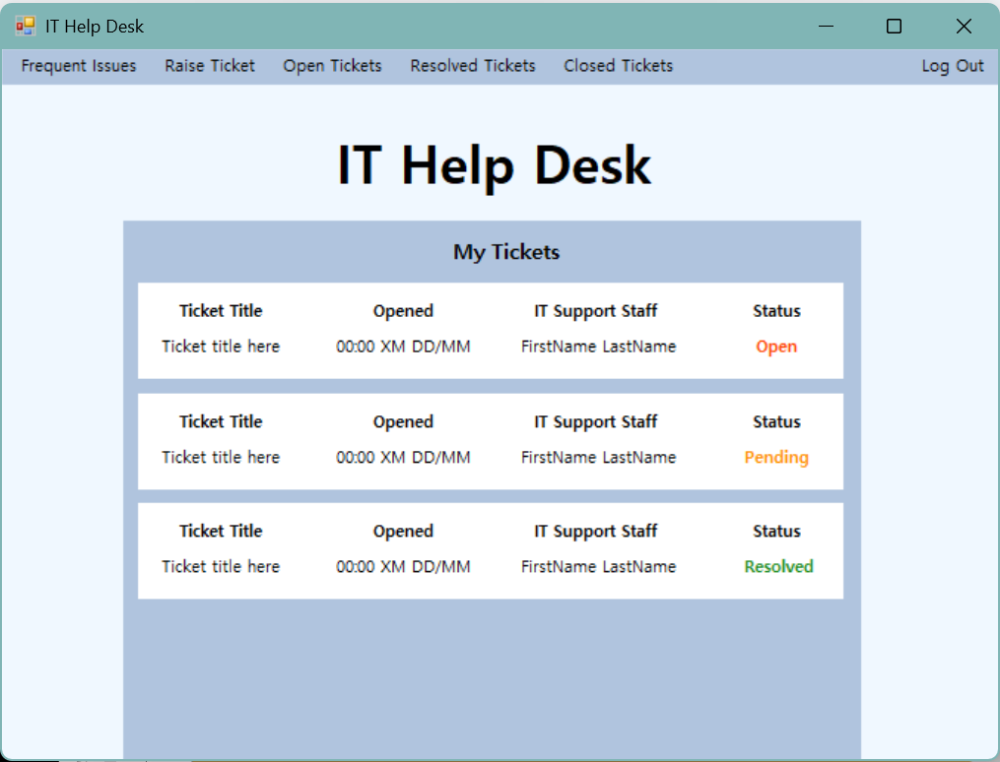 IT Help Desk
Frequent Issues Raise Ticket Open Tickets Resolved Tickets Closed Tickets Log Out
IT Help Desk
My Tickets
Ticket Title Opened IT Support Staff Status
Ticket title here 00:00 XM DD/MM FirstName LastName Open
Ticket Title Opened IT Support Staff Status
Ticket title here 00:00 XM DD/MM FirstName LastName Pending
Ticket Title Opened IT Support Staff Status
Ticket title here 00:00 XM DD/MM FirstName LastName Resolved